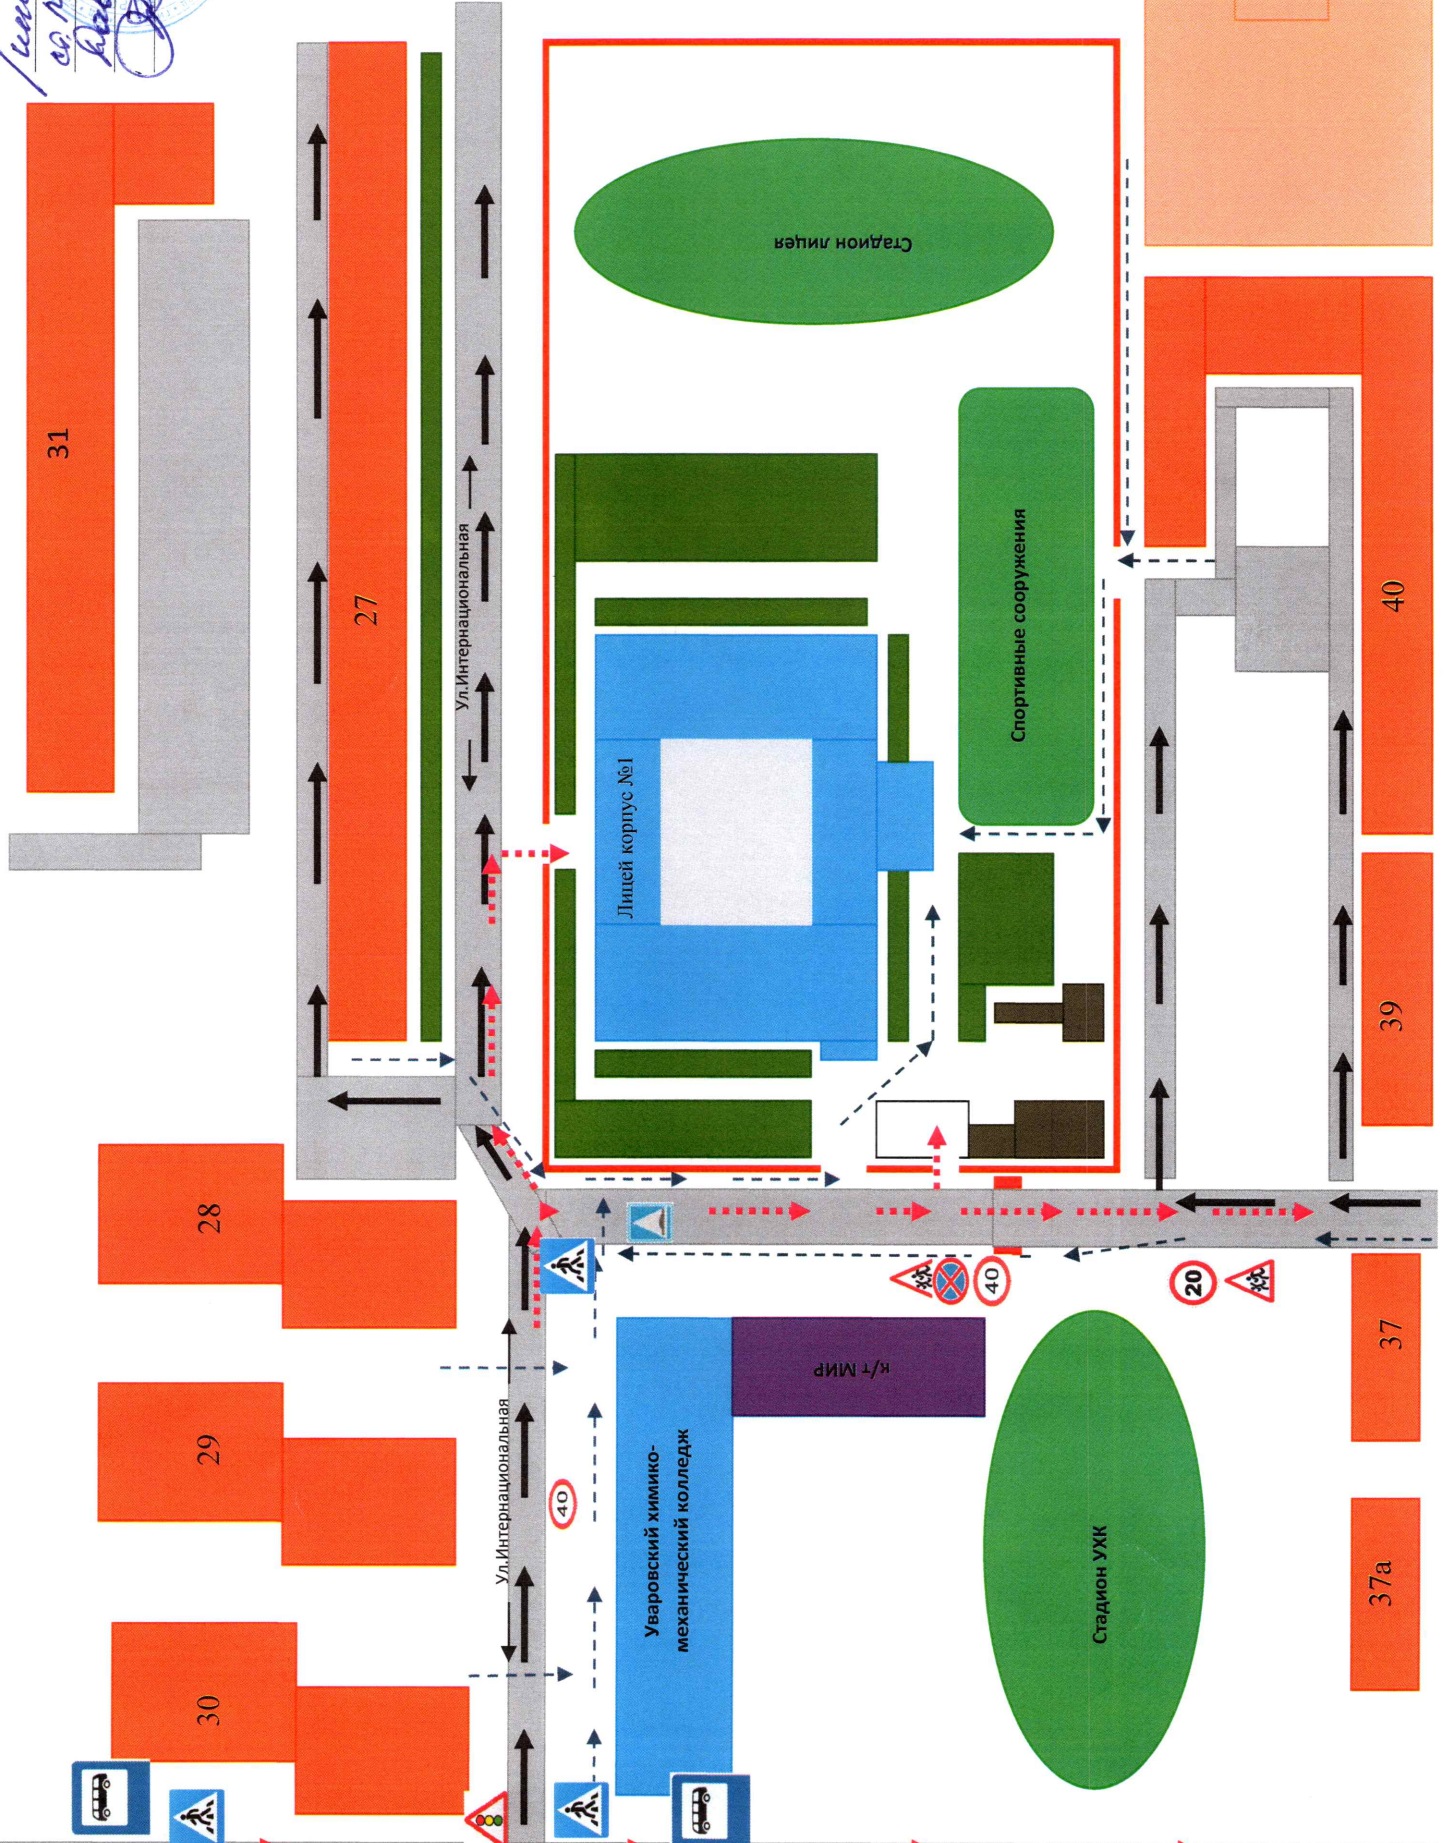 31
27
Ул.Интернациональная
Стадион лицея
Лицей корпус №1
Спортивные сооружения
40
39
28
29
30
Ул.Интернациональная
40
Уваровский химико-
механический колледж
к/т МИР
40
20
Стадион УХК
37
37а